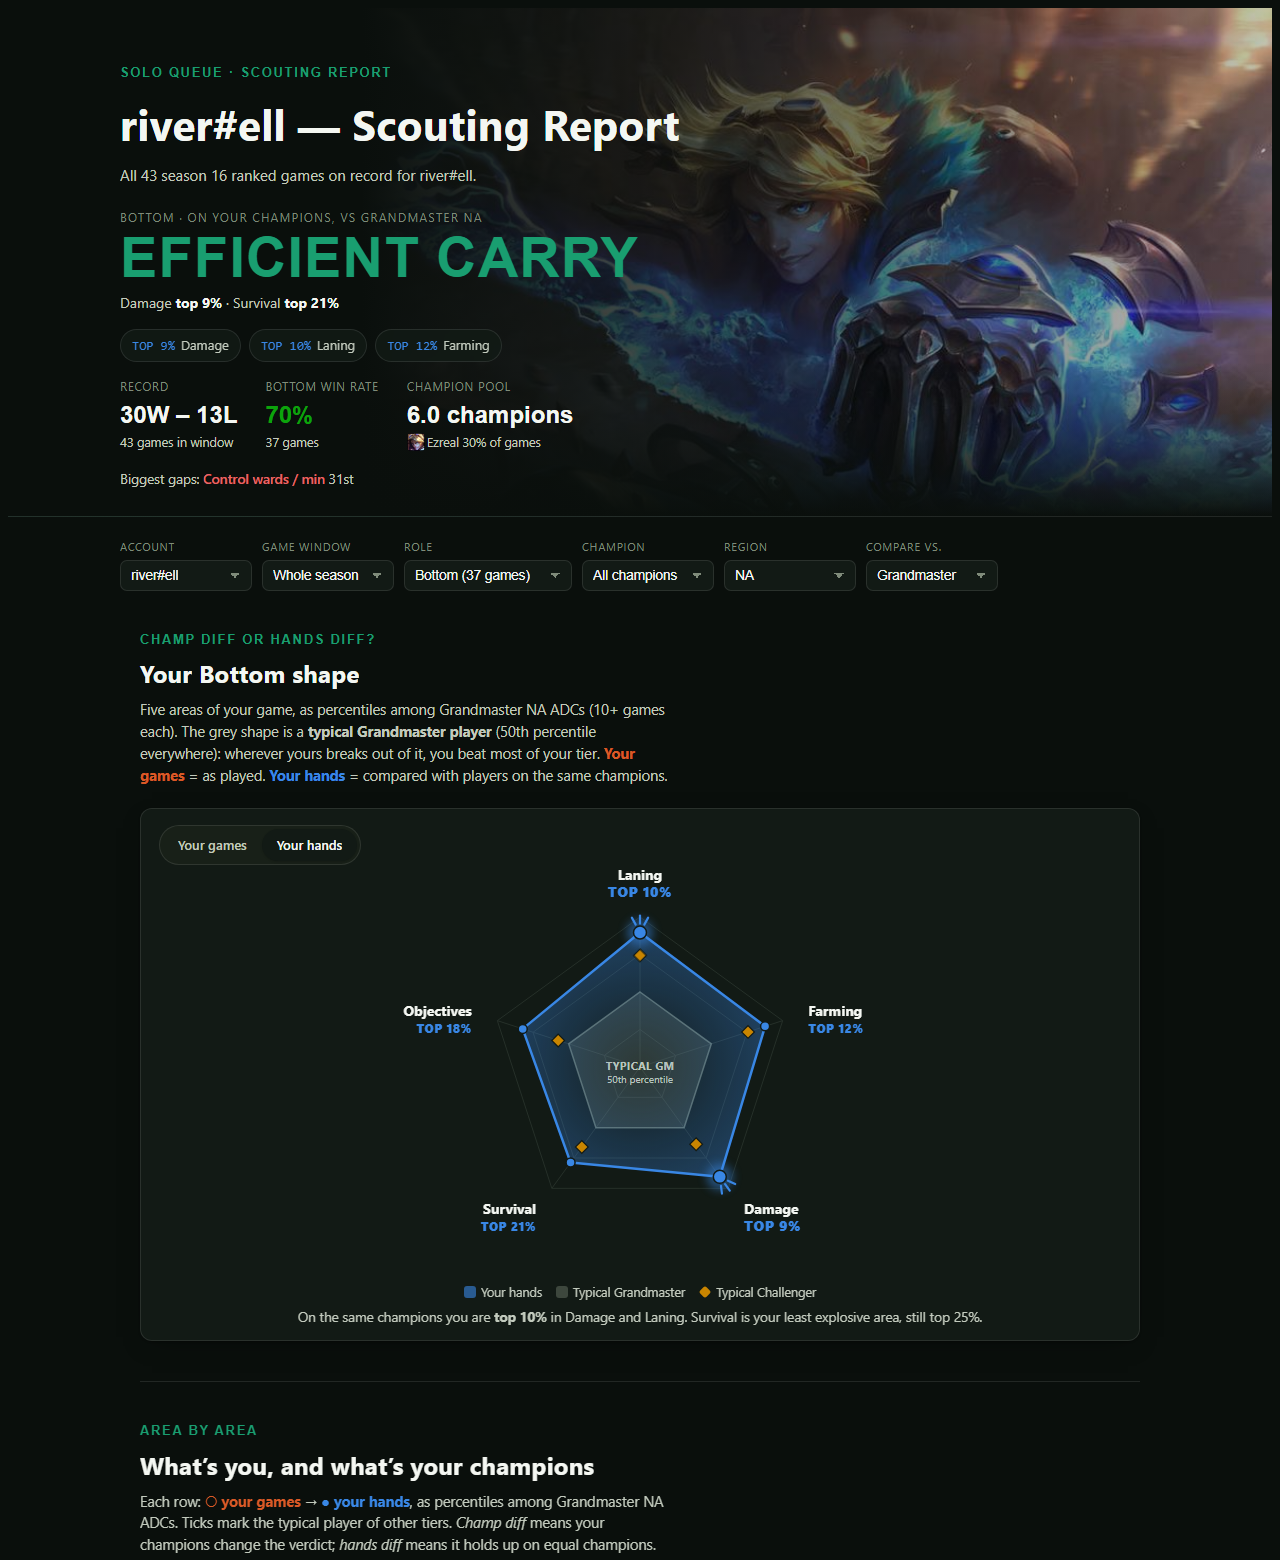 SOLO QUEUE · SCOUTING REPORT
river#ell — Scouting Report
All 43 season 16 ranked games on record for river#ell.
BOTTOM · ON YOUR CHAMPIONS, VS GRANDMASTER NA
EFFICIENT CARRY
Damage top 9% · Survival top 21%
TOP 9% Damage TOP 10% Laning TOP 12% Farming
RECORD BOTTOM WIN RATE CHAMPION POOL
30W – 13L 70% 6.0 champions
43 games in window 37 games Ezreal 30% of games
Biggest gaps: Control wards / min 31st
ACCOUNT GAME WINDOW ROLE CHAMPION REGION COMPARE VS.
river#ell Whole season Bottom (37 games) All champions NA Grandmaster
CHAMP DIFF OR HANDS DIFF?
Your Bottom shape
Five areas of your game, as percentiles among Grandmaster NA ADCs (10+ games
each). The grey shape is a typical Grandmaster player (50th percentile
everywhere): wherever yours breaks out of it, you beat most of your tier. Your
games = as played. Your hands = compared with players on the same champions.
Your games Your hands
Laning
TOP 10%
Objectives Farming
TOP 18% TOP 12%
TYPICAL GM
50th percentile
Survival Damage
TOP 21% TOP 9%
Your hands Typical Grandmaster Typical Challenger
On the same champions you are top 10% in Damage and Laning. Survival is your least explosive area, still top 25%.
AREA BY AREA
What’s you, and what’s your champions
Each row: ○ your games → ● your hands, as percentiles among Grandmaster NA
ADCs. Ticks mark the typical player of other tiers. Champ diff means your
champions change the verdict; hands diff means it holds up on equal champions.